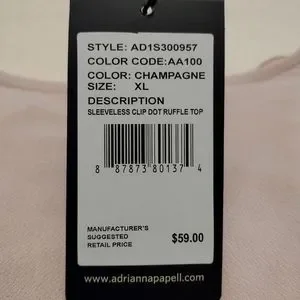 STYLE: AD1S300957
COLOR CODE:AA100
COLOR: CHAMPAGNE
SIZE: XL
DESCRIPTION
SLEEVELESS CLIP DOT RUFFLE TOP
8 87873 80137 4
MANUFACTURER'S
SUGGESTED
RETAIL PRICE
$59.00
www.adriannapapell.com